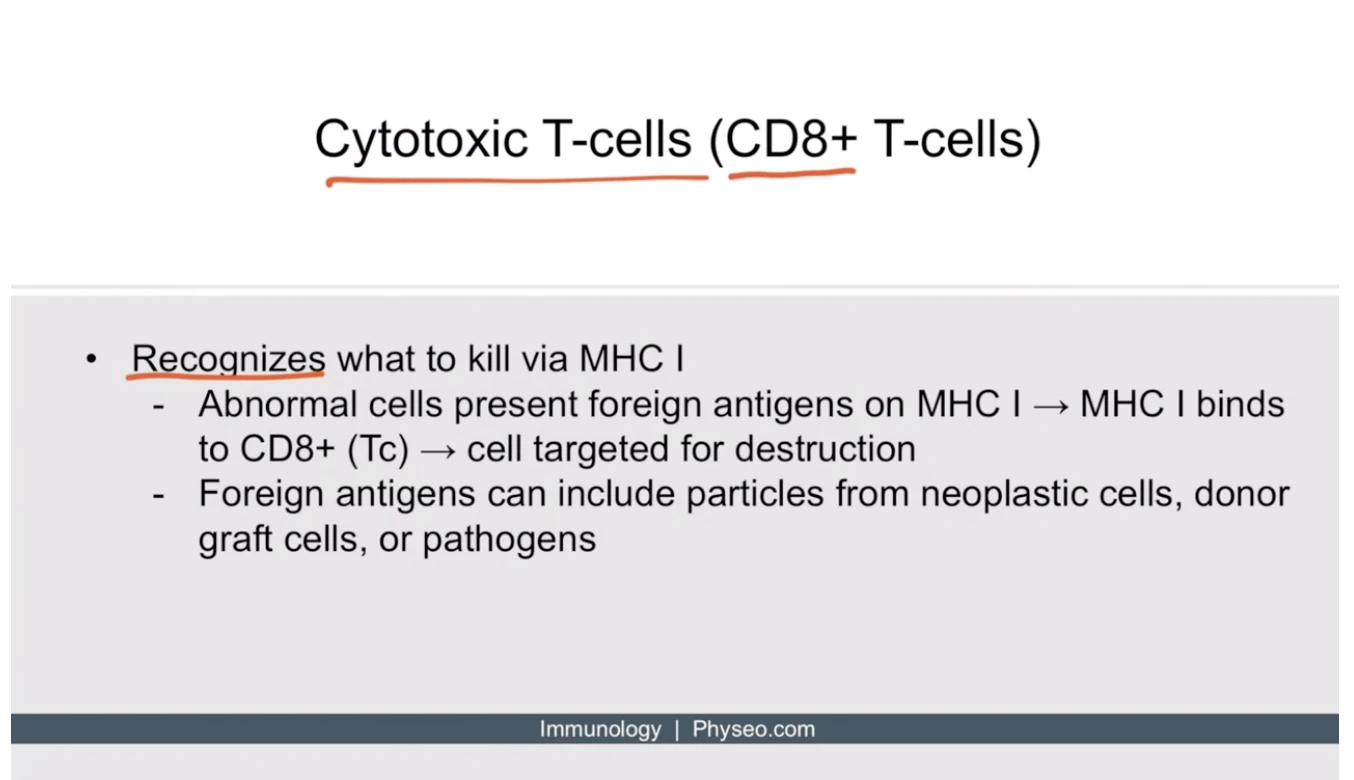 Cytotoxic T-cells (CD8+ T-cells)
• Recognizes what to kill via MHC I
- Abnormal cells present foreign antigens on MHC I → MHC I binds
to CD8+ (Tc) → cell targeted for destruction
- Foreign antigens can include particles from neoplastic cells, donor
graft cells, or pathogens
Immunology | Physeo.com